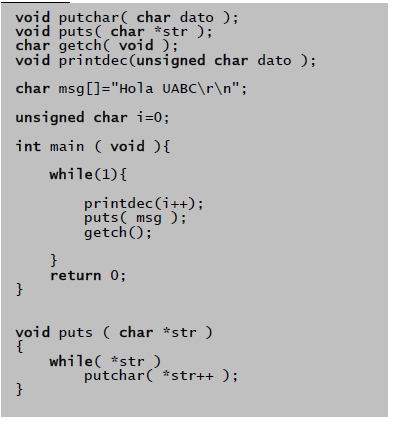 void putchar( char dato );
void puts( char *str );
char getch( void );
void printdec(unsigned char dato );
char msg[]="Hola UABC\r\n";
unsigned char i=0;
int main ( void ){
while(1){
printdec(i++);
puts( msg );
getch();
}
return 0;
}
void puts ( char *str )
{
while( *str )
putchar( *str++ );
}